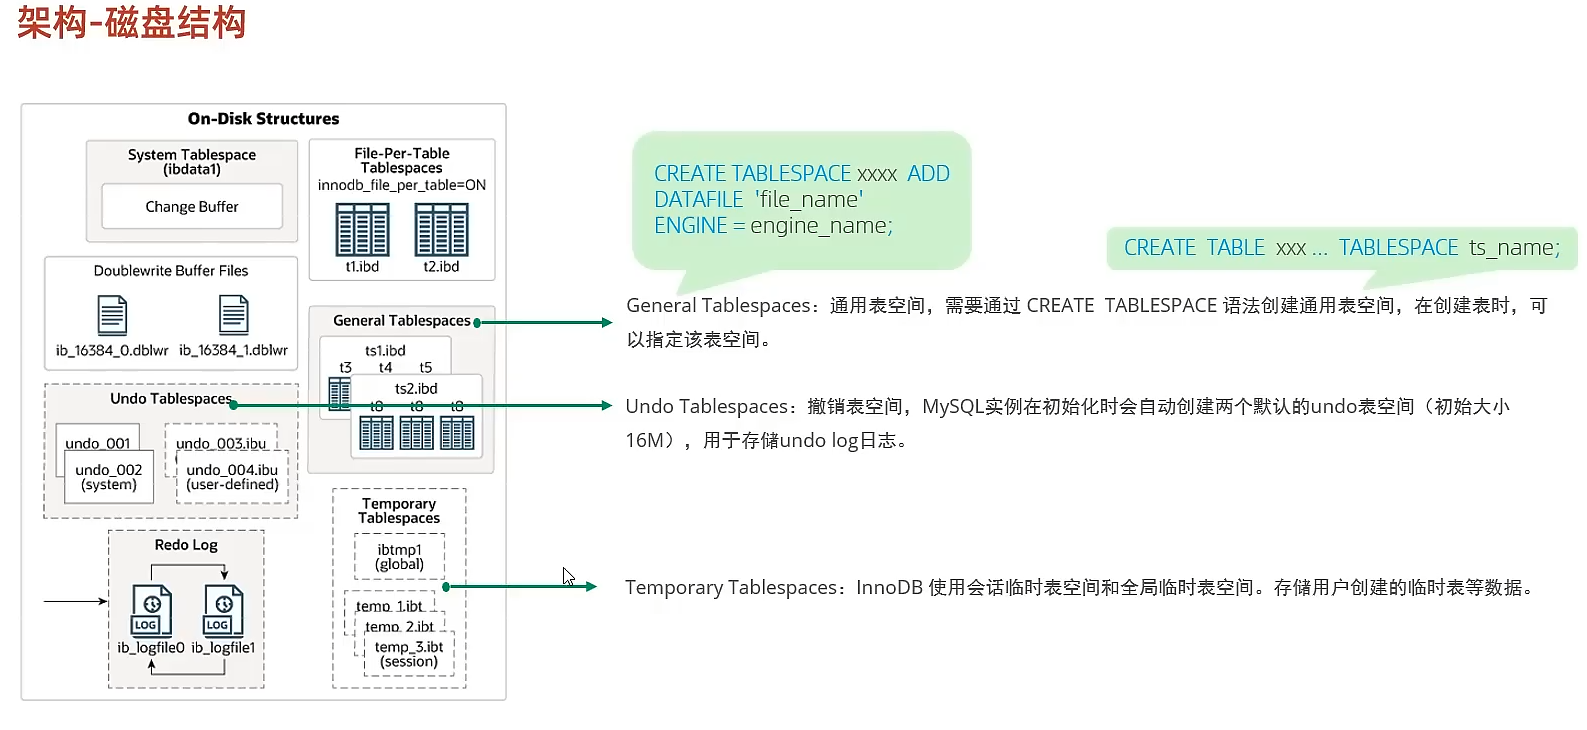 架构-磁盘结构
On-Disk Structures
System Tablespace
(ibdata1)
Change Buffer
File-Per-Table
Tablespaces
innodb_file_per_table=ON
t1.ibd
t2.ibd
Doublewrite Buffer Files
ib_16384_0.dblwr
ib_16384_1.dblwr
General Tablespaces
ts1.ibd
t3 t4 t5
ts2.ibd
t8 t8 t8
Undo Tablespaces
undo_001
undo_002
(system)
undo_003.ibu
undo_004.ibu
(user-defined)
Temporary
Tablespaces
ibtmp1
(global)
temp_1.ibt
temp_2.ibt
temp_3.ibt
(session)
Redo Log
LOG
LOG
ib_logfile0
ib_logfile1
CREATE TABLESPACE xxxx ADD
DATAFILE 'file_name'
ENGINE = engine_name;
CREATE TABLE xxx ... TABLESPACE ts_name;
General Tablespaces：通用表空间，需要通过 CREATE TABLESPACE 语法创建通用表空间，在创建表时，可
以指定该表空间。
Undo Tablespaces：撤销表空间，MySQL实例在初始化时会自动创建两个默认的undo表空间（初始大小
16M），用于存储undo log日志。
Temporary Tablespaces：InnoDB 使用会话临时表空间和全局临时表空间。存储用户创建的临时表等数据。